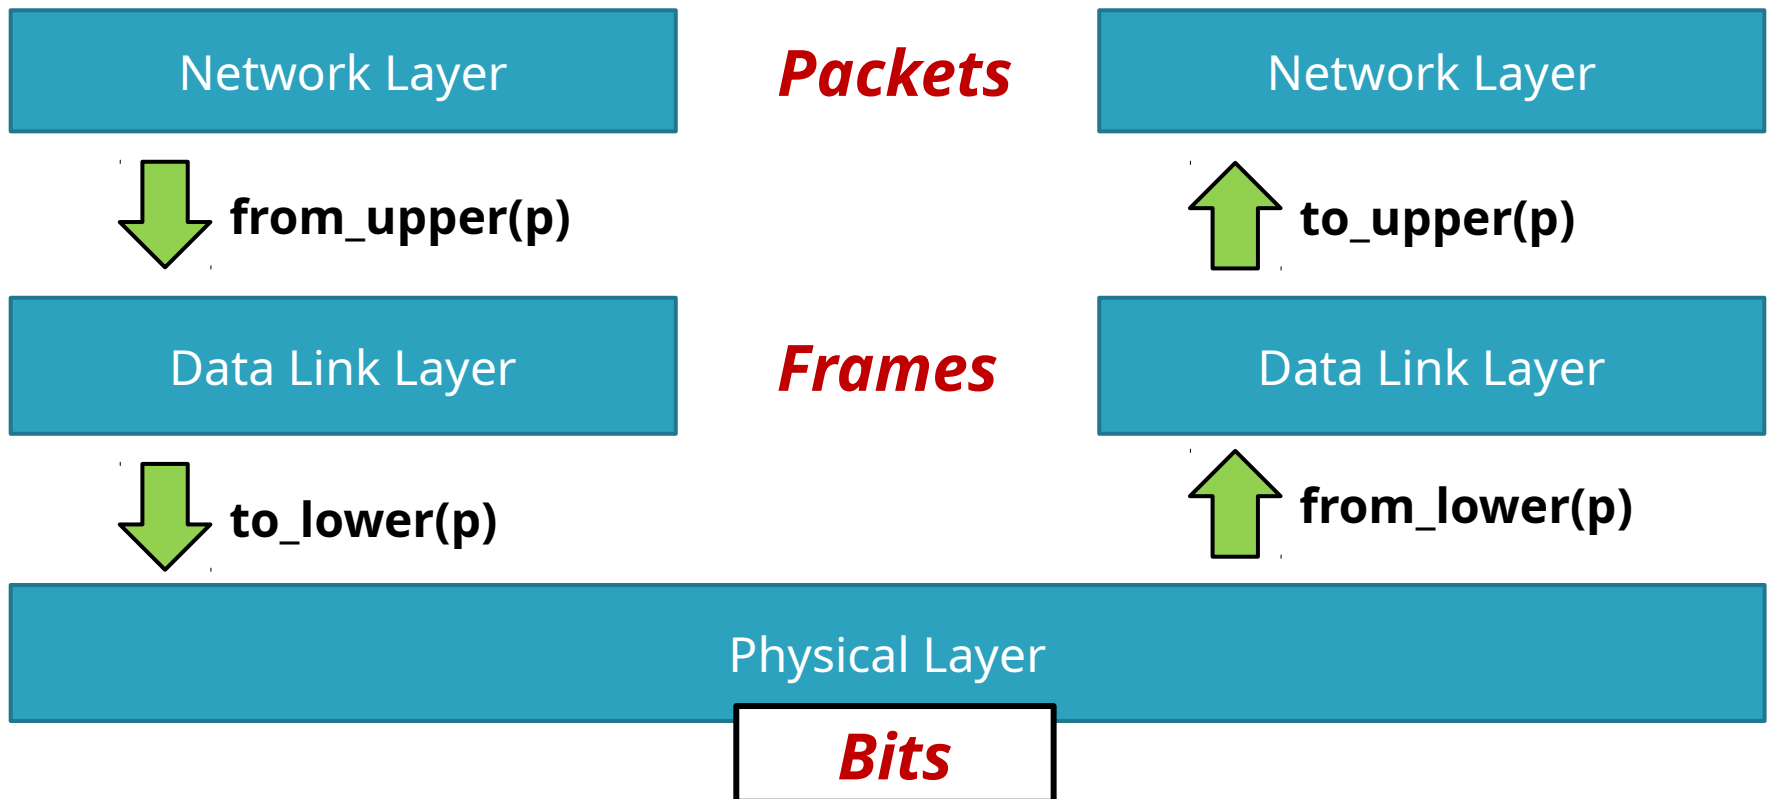 Network Layer
Packets
Network Layer
from_upper(p)
to_upper(p)
Data Link Layer
Frames
Data Link Layer
to_lower(p)
from_lower(p)
Physical Layer
Bits